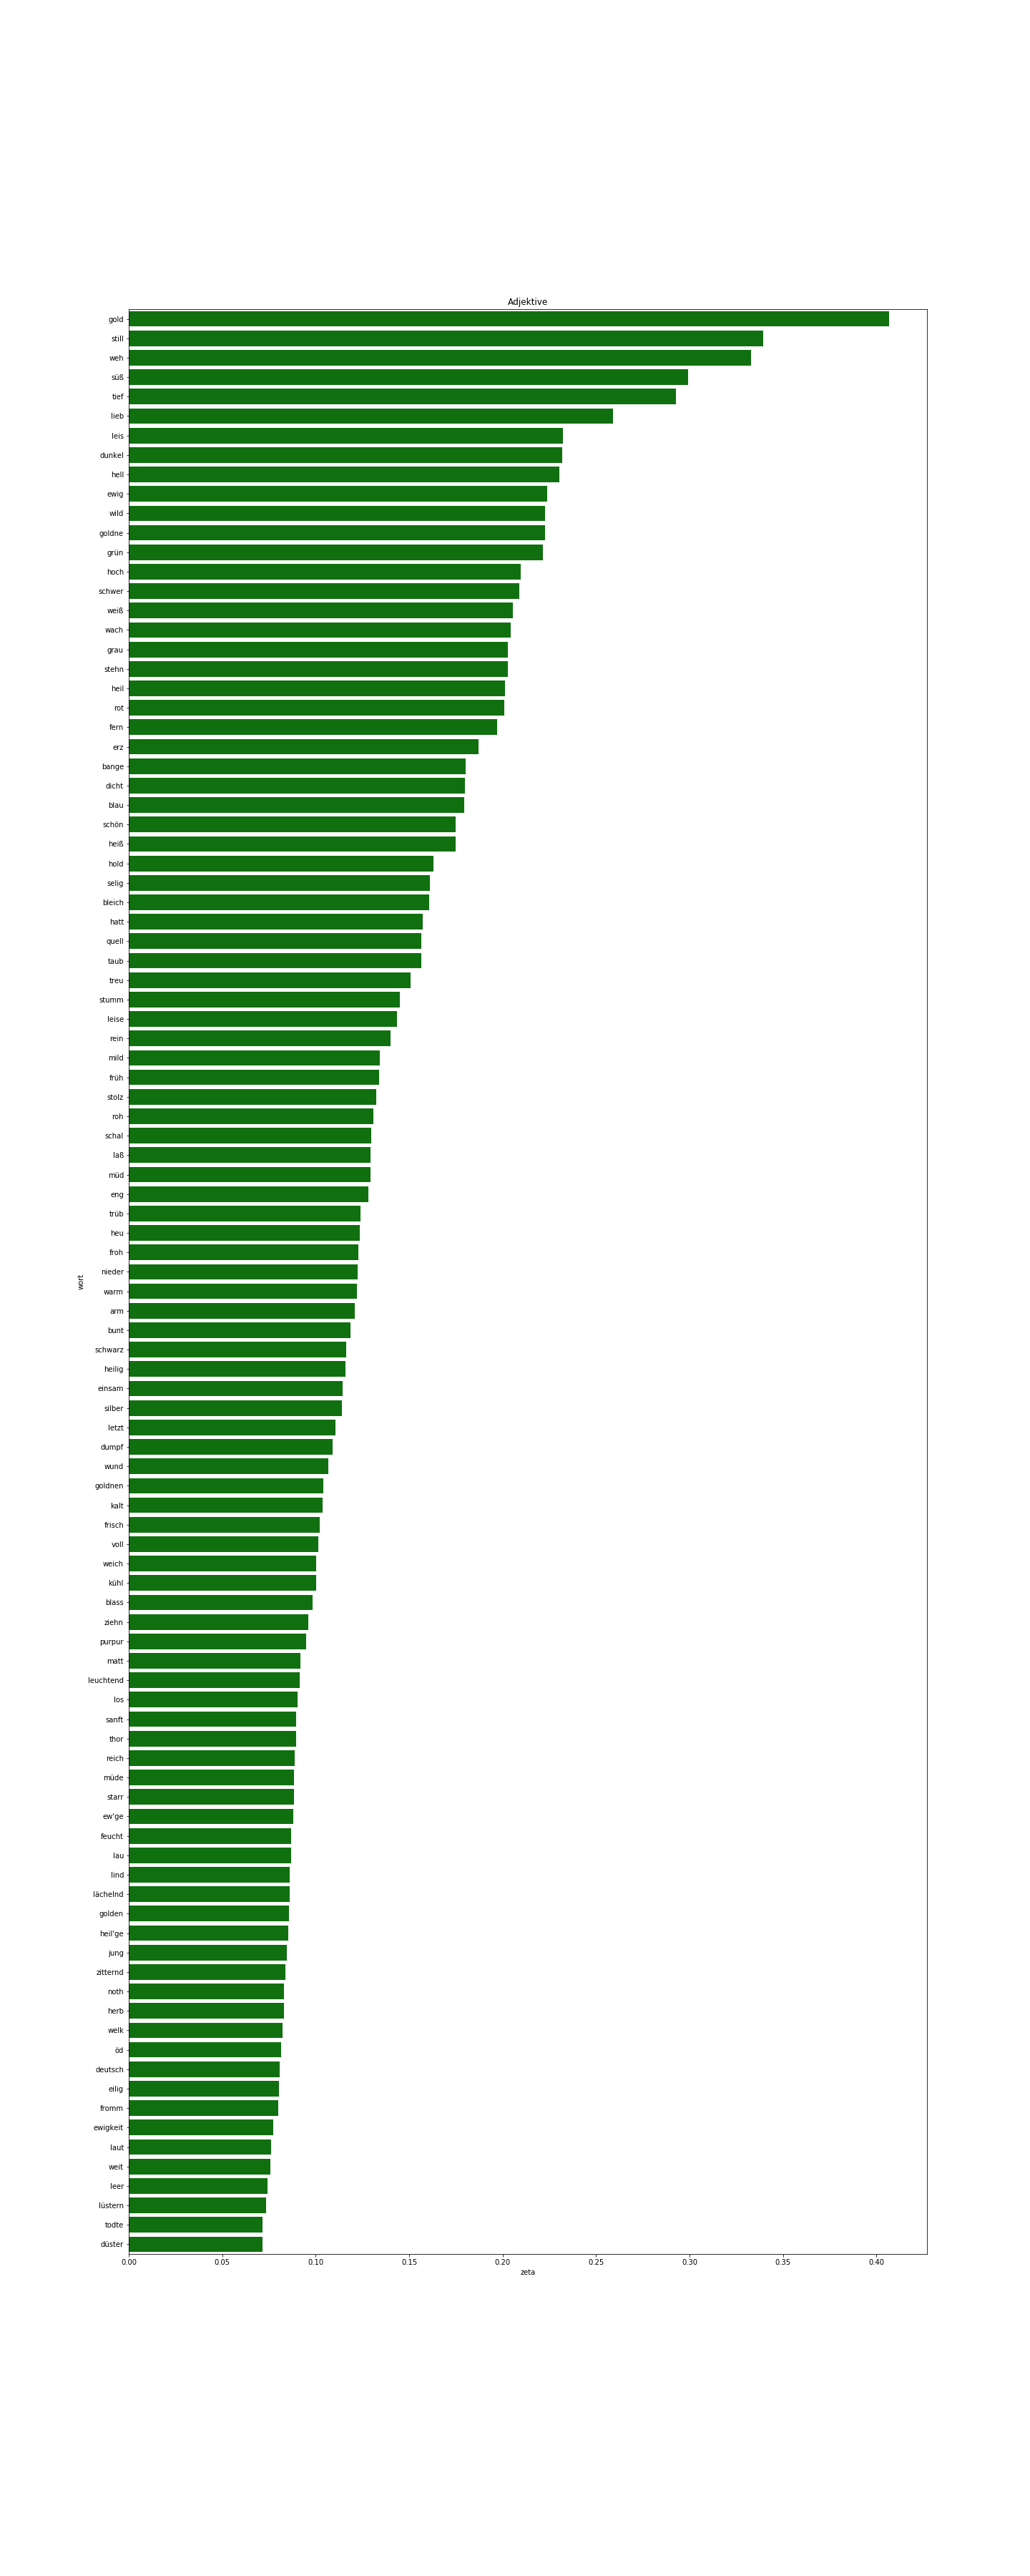 Adjektive
gold
still
weh
süß
tief
lieb
leis
dunkel
hell
ewig
wild
goldne
grün
hoch
schwer
weiß
wach
grau
stehn
heil
rot
fern
erz
bange
dicht
blau
schön
heiß
hold
selig
bleich
hatt
quell
taub
treu
stumm
leise
rein
mild
früh
stolz
roh
schal
laß
müd
eng
trüb
heu
froh
nieder
warm
arm
bunt
schwarz
heilig
einsam
silber
letzt
dumpf
wund
goldnen
kalt
frisch
voll
weich
kühl
blass
ziehn
purpur
matt
leuchtend
los
sanft
thor
reich
müde
starr
ew'ge
feucht
lau
lind
lächelnd
golden
heil'ge
jung
zitternd
noth
herb
welk
öd
deutsch
eilig
fromm
ewigkeit
laut
weit
leer
lüstern
todte
düster
wort
0.00 0.05 0.10 0.15 0.20 0.25 0.30 0.35 0.40
zeta